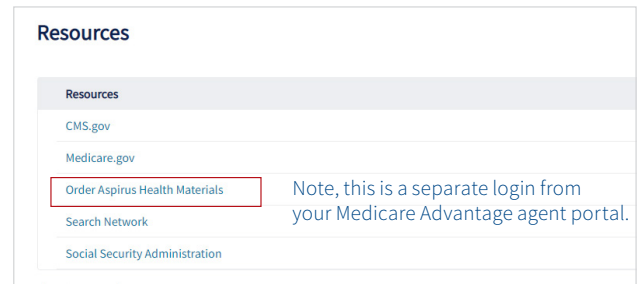 Resources
Resources
CMS.gov
Medicare.gov
Order Aspirus Health Materials
Note, this is a separate login from
your Medicare Advantage agent portal.
Search Network
Social Security Administration